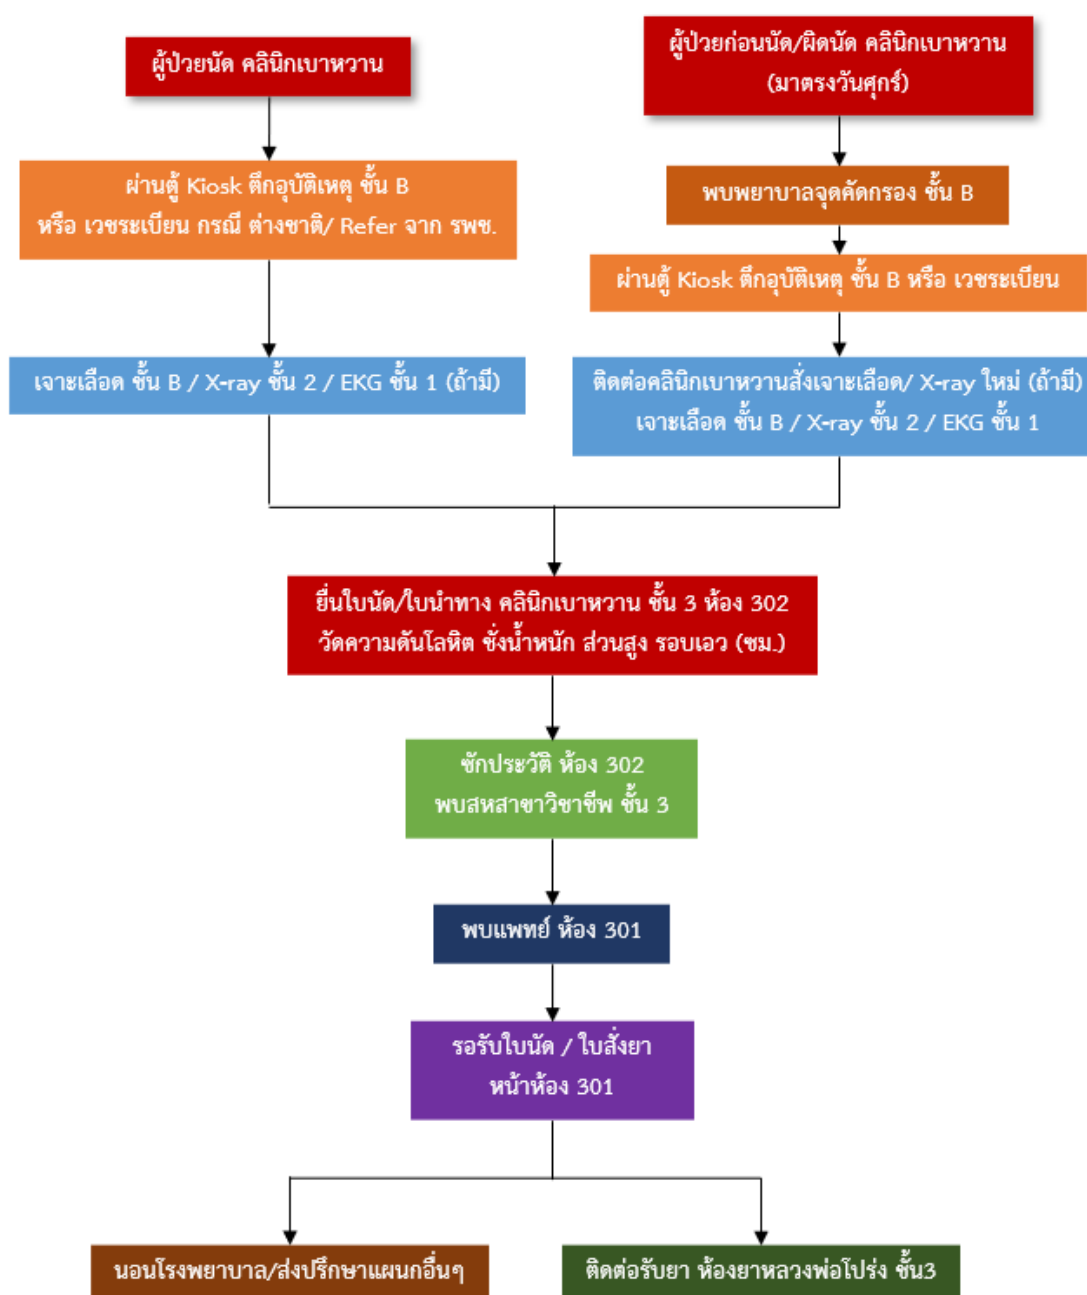 ผู้ป่วยนัด คลินิกเบาหวาน
ผู้ป่วยก่อนนัด/ผิดนัด คลินิกเบาหวาน
(มาตรงวันศุกร์)
ผ่านตู้ Kiosk ตึกอุบัติเหตุ ชั้น B
หรือ เวชระเบียน กรณี ต่างชาติ/ Refer จาก รพช.
พบพยาบาลจุดคัดกรอง ชั้น B
ผ่านตู้ Kiosk ตึกอุบัติเหตุ ชั้น B หรือ เวชระเบียน
เจาะเลือด ชั้น B / X-ray ชั้น 2 / EKG ชั้น 1 (ถ้ามี)
ติดต่อคลินิกเบาหวานสั่งเจาะเลือด/ X-ray ใหม่ (ถ้ามี)
เจาะเลือด ชั้น B / X-ray ชั้น 2 / EKG ชั้น 1
ยื่นใบนัด/ใบนำทาง คลินิกเบาหวาน ชั้น 3 ห้อง 302
วัดความดันโลหิต ชั่งน้ำหนัก ส่วนสูง รอบเอว (ซม.)
ซักประวัติ ห้อง 302
พบสหสาขาวิชาชีพ ชั้น 3
พบแพทย์ ห้อง 301
รอรับใบนัด / ใบสั่งยา
หน้าห้อง 301
นอนโรงพยาบาล/ส่งปรึกษาแผนกอื่นๆ
ติดต่อรับยา ห้องยาหลวงพ่อโปร่ง ชั้น3